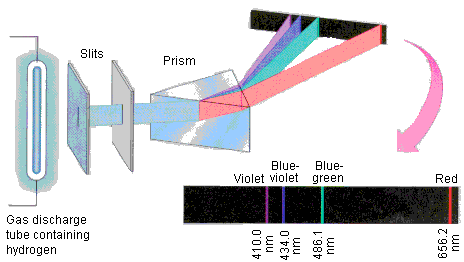 Slits
Prism
Gas discharge
tube containing
hydrogen
Violet
Blue-
violet
Blue-
green
Red
410.0
nm
434.0
nm
486.1
nm
656.2
nm